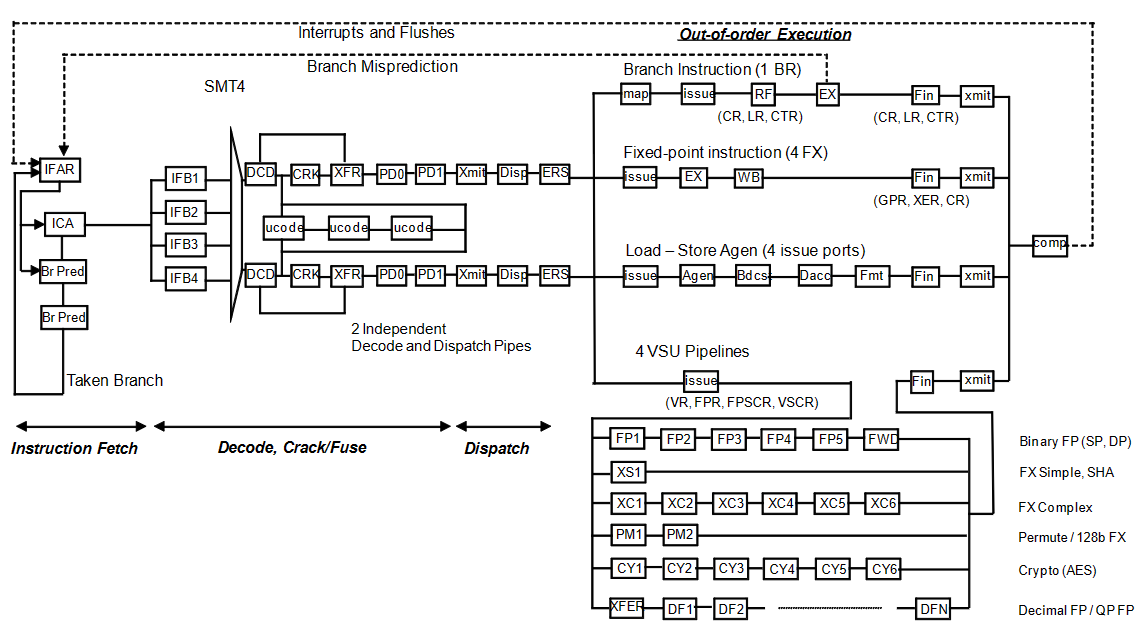 Interrupts and Flushes
Out-of-order Execution
Branch Misprediction
Branch Instruction (1 BR)
SMT4
map issue RF EX Fin xmit
(CR, LR, CTR) (CR, LR, CTR)
Fixed-point instruction (4 FX)
IFAR
IFB1
DCD CRK XFR PD0 PD1 Xmit Disp ERS
issue EX WB Fin xmit
(GPR, XER, CR)
IFB2
ICA
ucode ucode ucode
IFB3
comp
Load – Store Agen (4 issue ports)
Br Pred
IFB4
DCD CRK XFR PD0 PD1 Xmit Disp ERS
issue Agen Bdcs Dacc Fmt Fin xmit
Br Pred
2 Independent
Decode and Dispatch Pipes
4 VSU Pipelines
Taken Branch
issue Fin xmit
(VR, FPR, FPSCR, VSCR)
Instruction Fetch
Decode, Crack/Fuse
Dispatch
FP1 FP2 FP3 FP4 FP5 FWD Binary FP (SP, DP)
XS1 FX Simple, SHA
XC1 XC2 XC3 XC4 XC5 XC6 FX Complex
PM1 PM2 Permute / 128b FX
CY1 CY2 CY3 CY4 CY5 CY6 Crypto (AES)
XFER DF1 DF2 DFN Decimal FP / QP FP